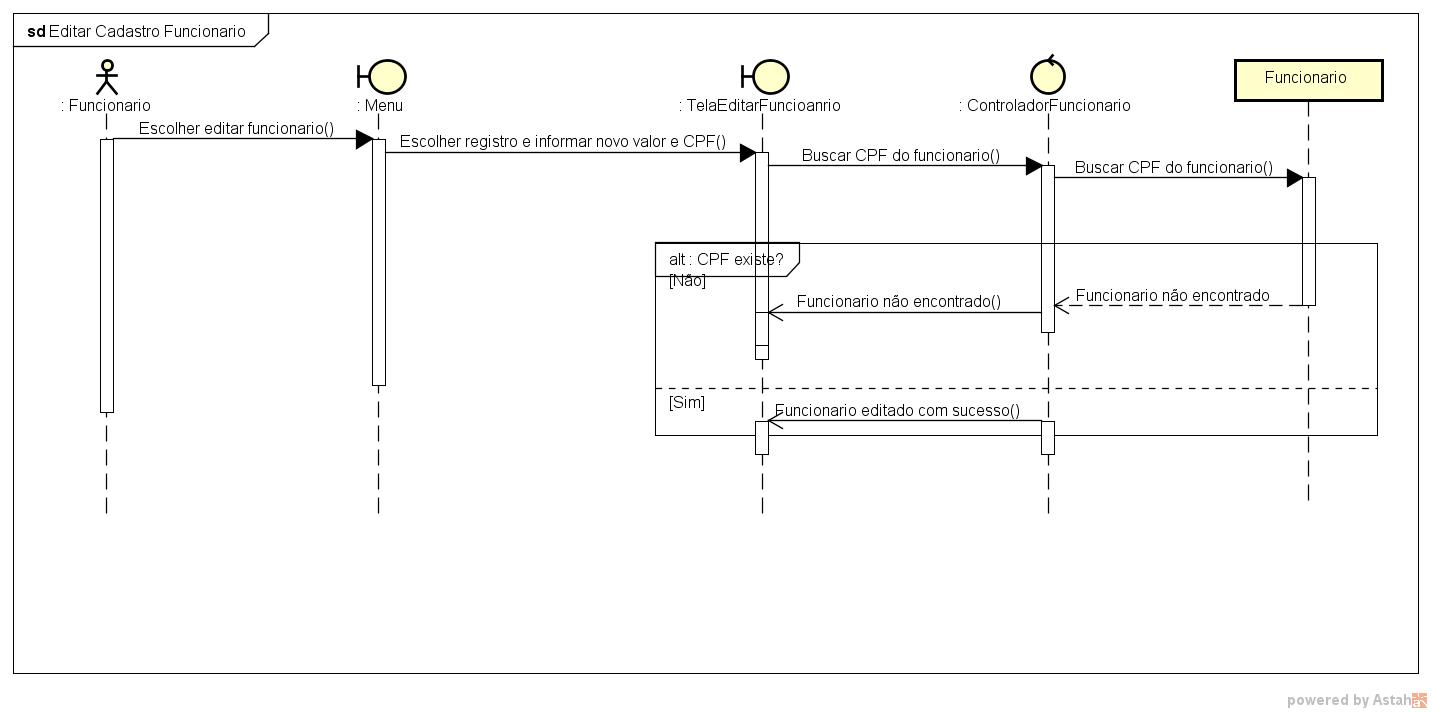 sd Editar Cadastro Funcionario
: Funcionario
: Menu
: TelaEditarFuncioanrio
: ControladorFuncionario
Funcionario
Escolher editar funcionario()
Escolher registro e informar novo valor e CPF()
Buscar CPF do funcionario()
Buscar CPF do funcionario()
alt : CPF existe?
[Não]
Funcionario não encontrado()
Funcionario não encontrado
[Sim]
Funcionario editado com sucesso()
powered by Astah